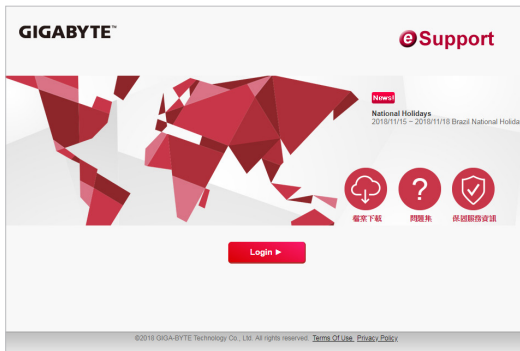 GIGABYTE™
eSupport
News!
National Holidays
2018/11/15 ~ 2018/11/18 Brazil National Holida
?
檔案下載
問題集
保固服務資訊
Login ►
©2018 GIGA-BYTE Technology Co., Ltd. All rights reserved. Terms Of Use Privacy Policy